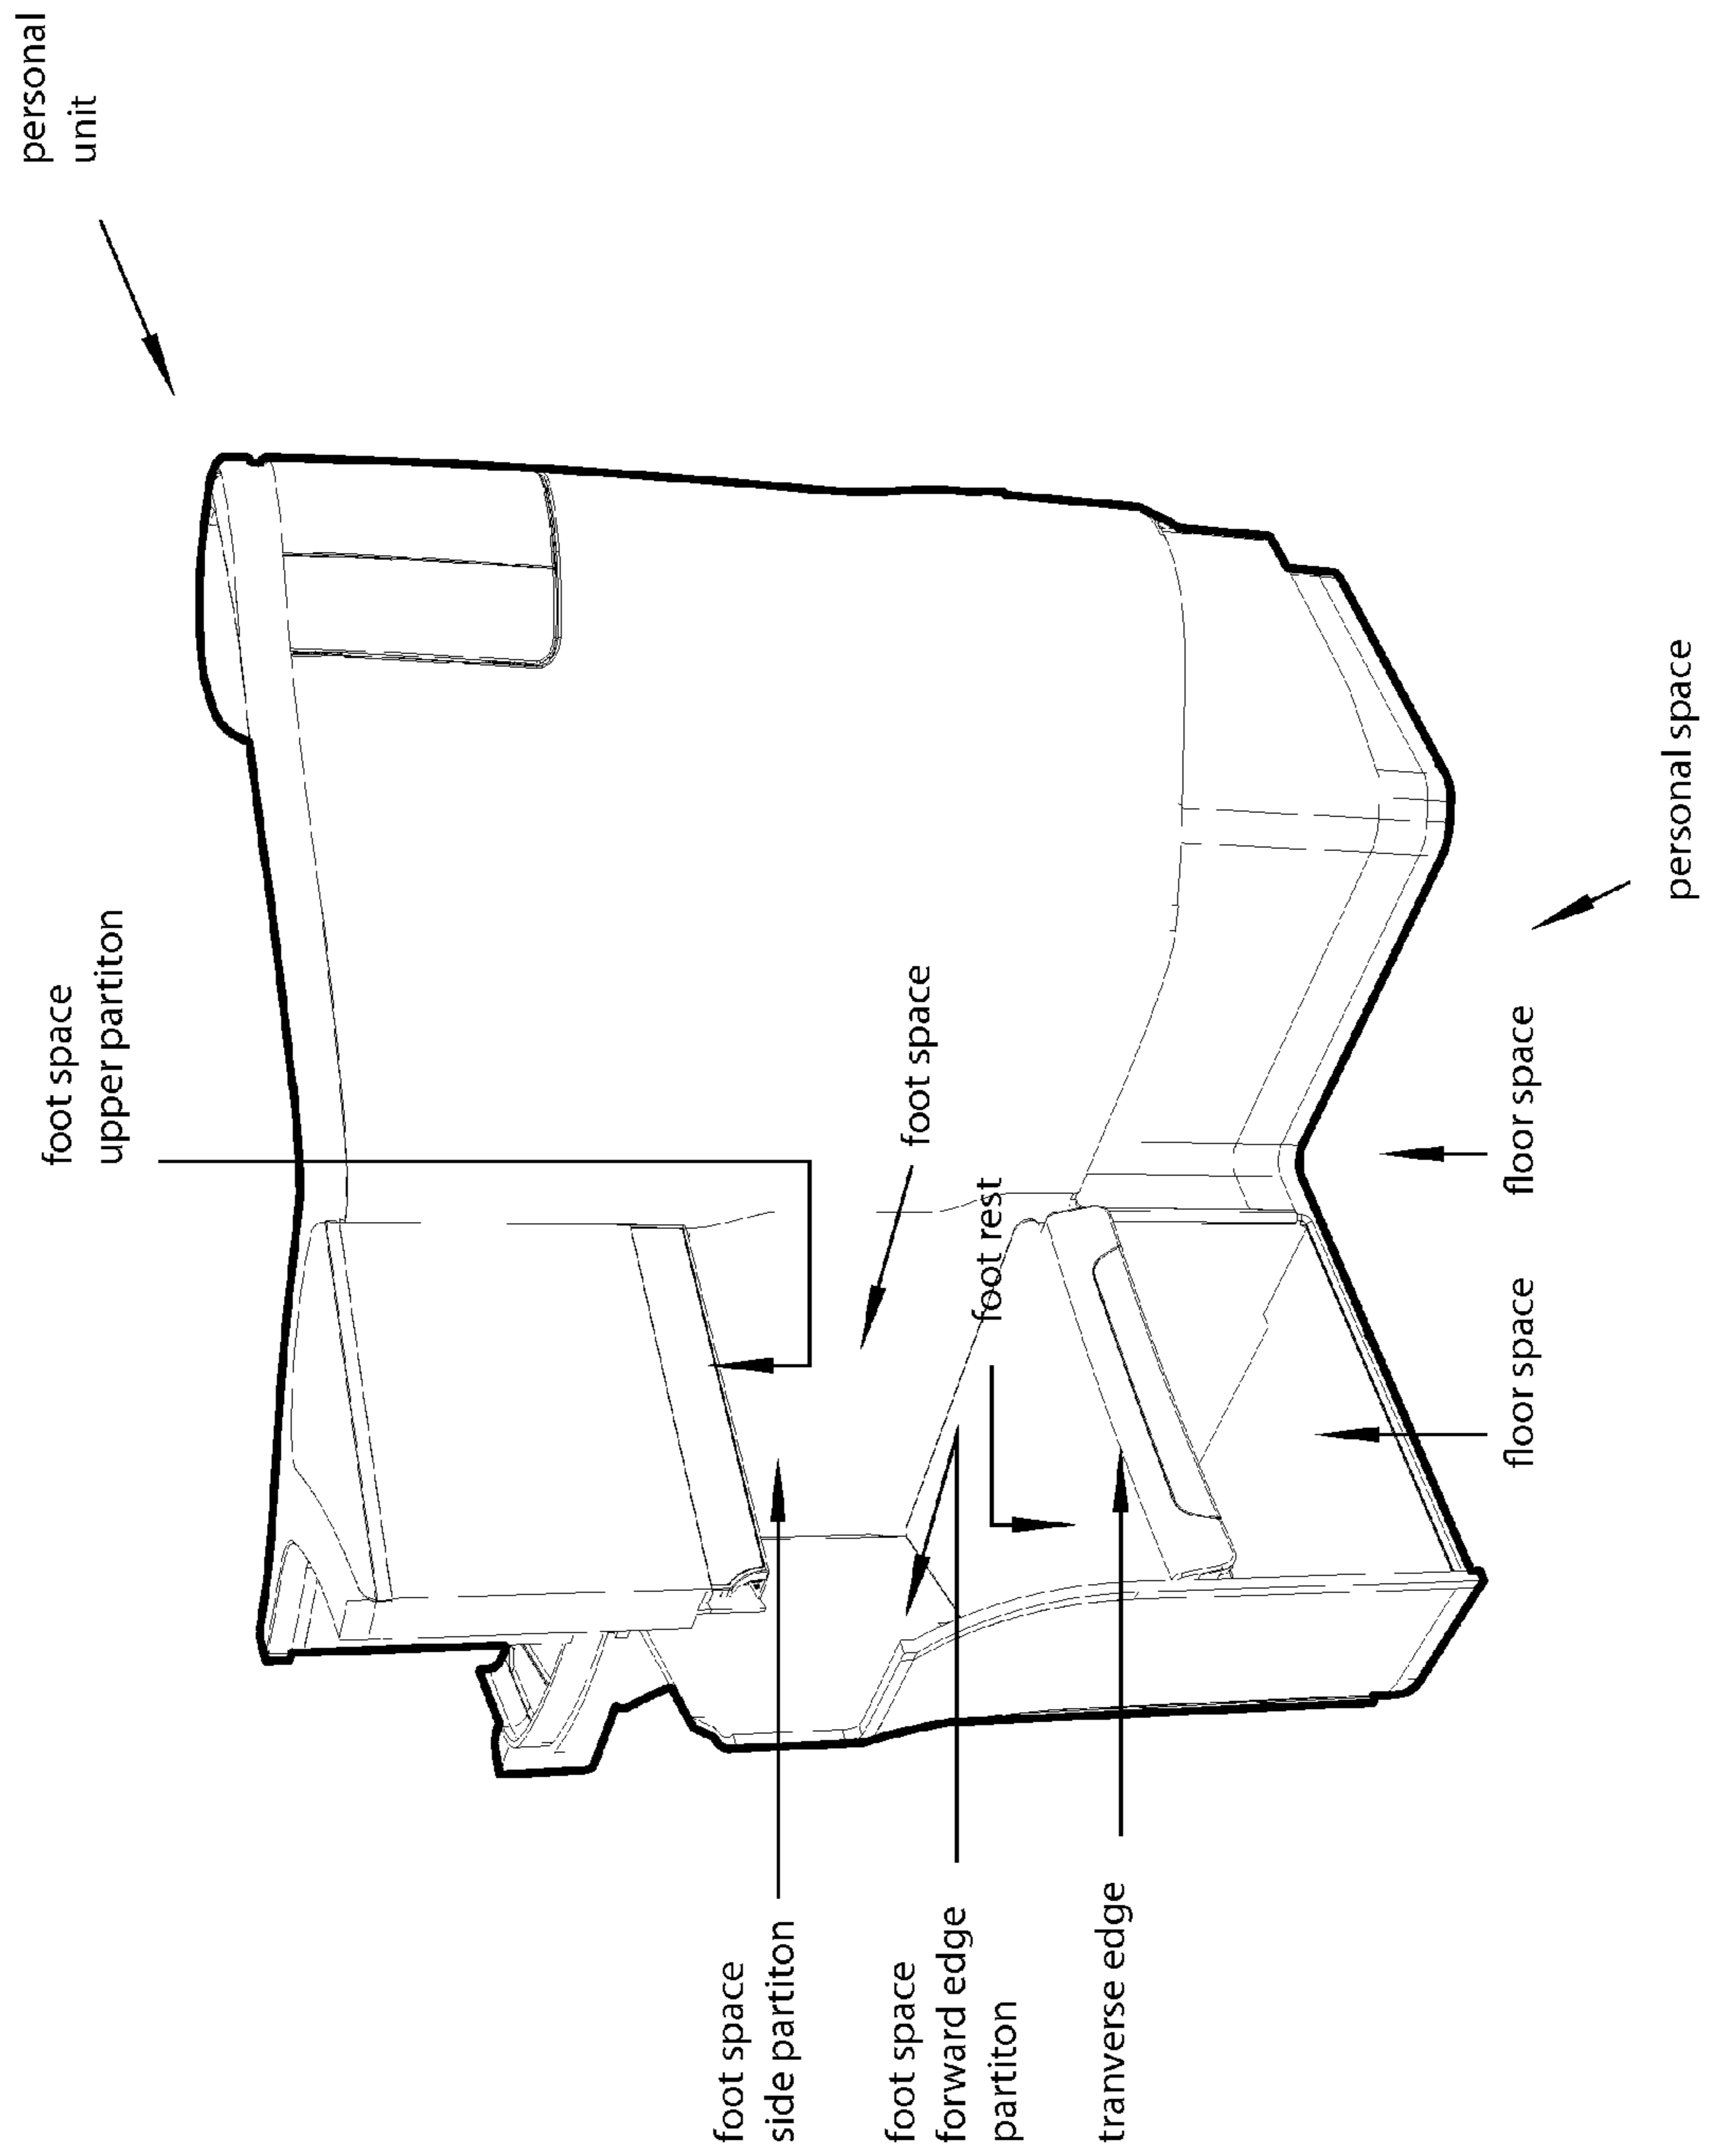 personal
unit
foot space
upper partiton
foot space
foot rest
personal space
floor space
floor space
foot space
side partiton
foot space
forward edge
partiton
tranverse edge